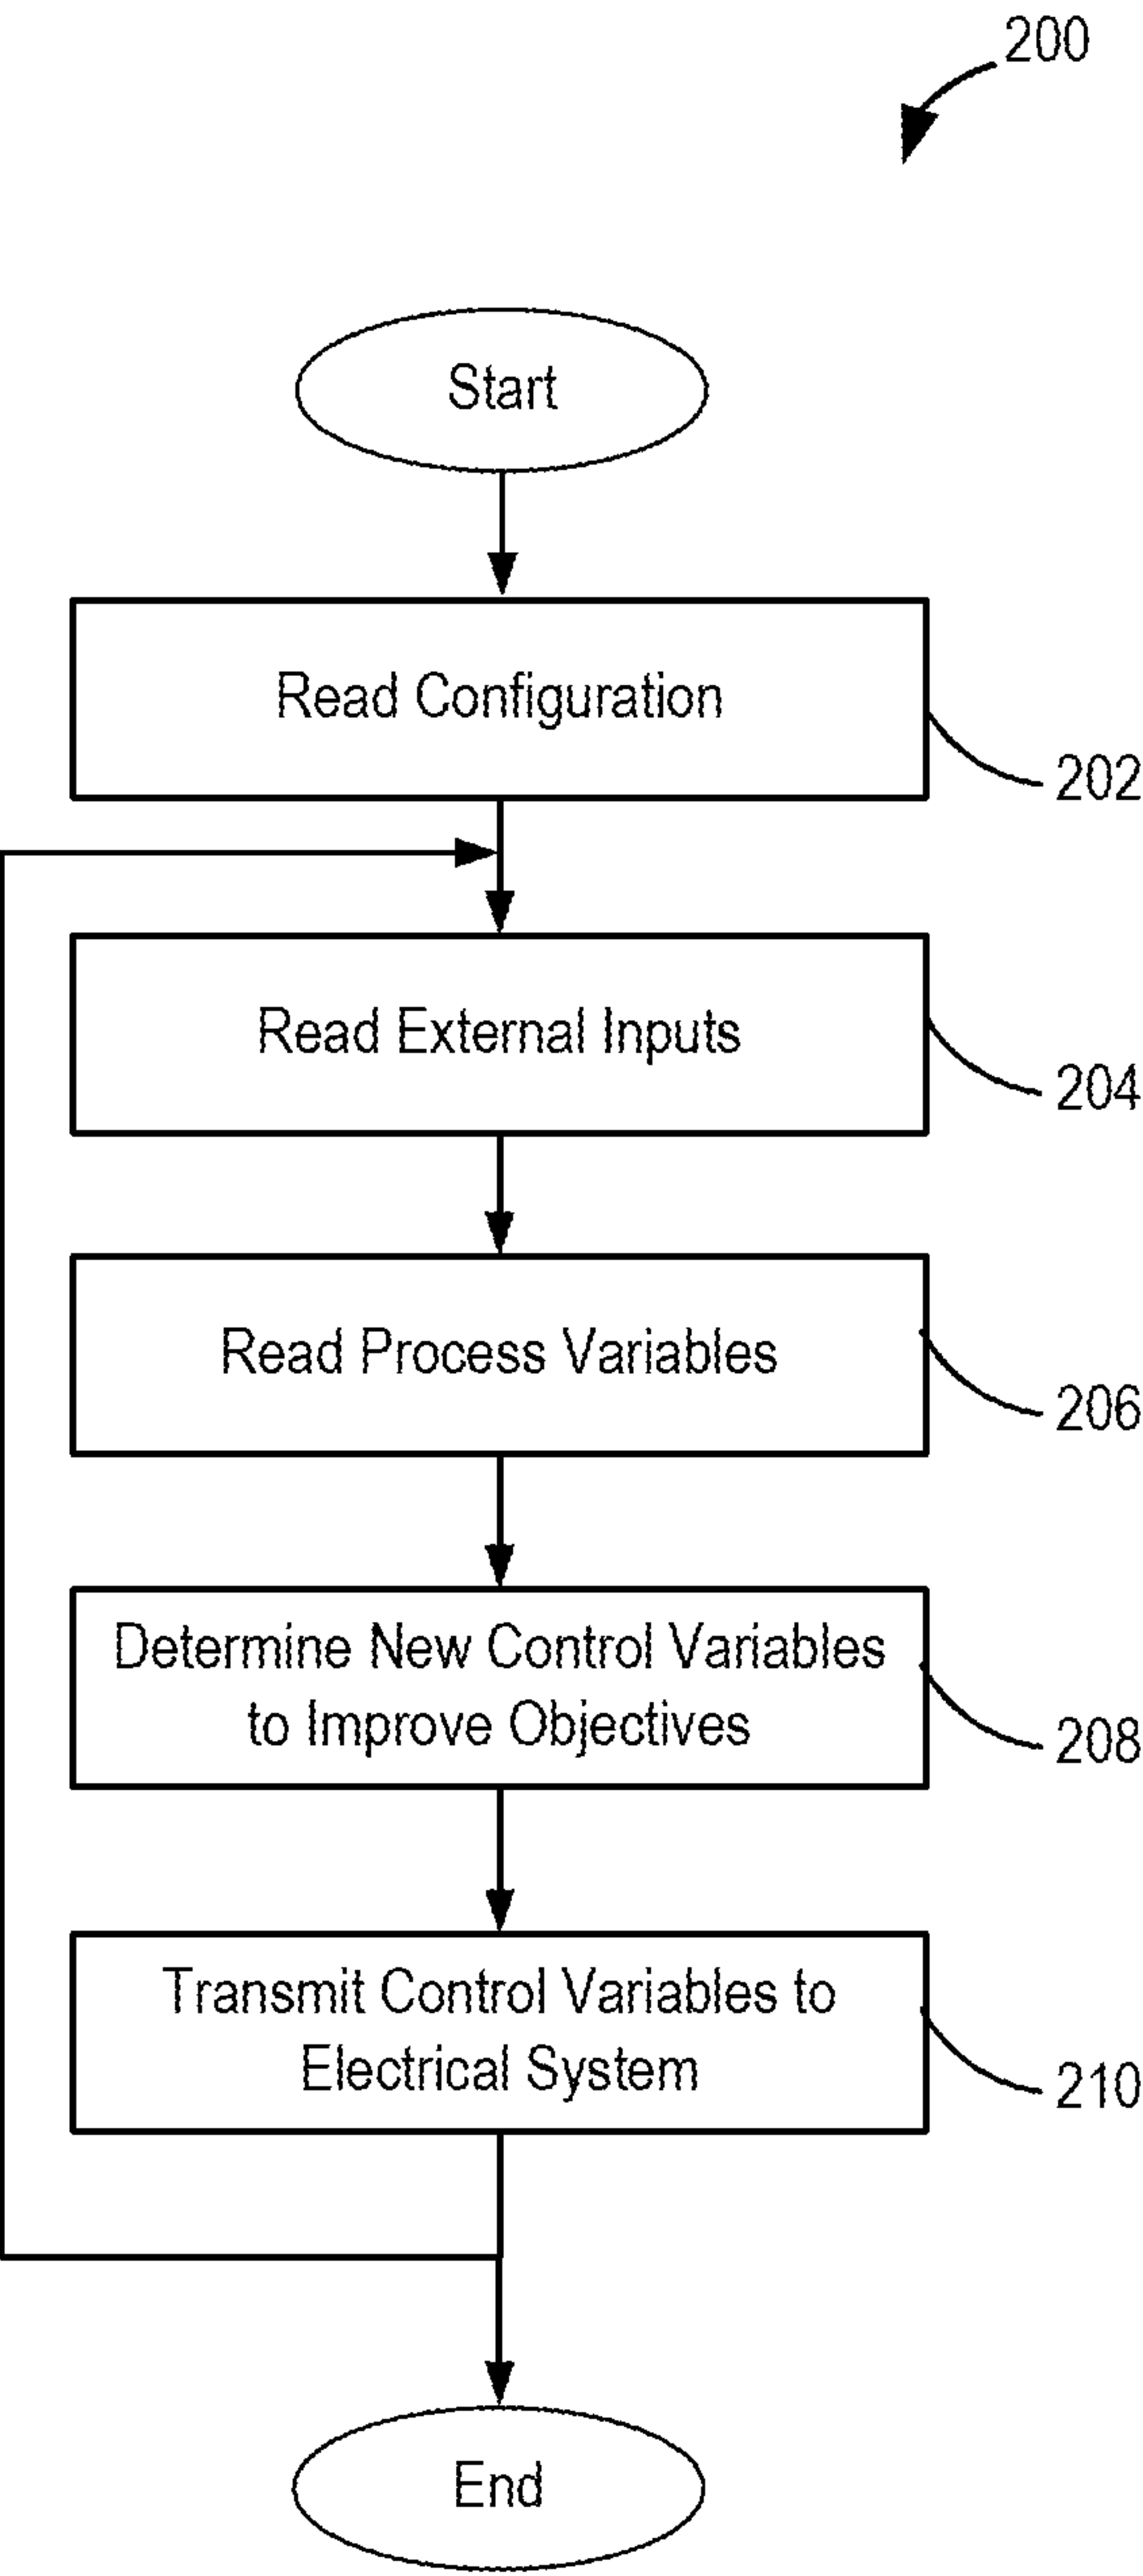 200
Start
Read Configuration
202
Read External Inputs
204
Read Process Variables
206
Determine New Control Variables
to Improve Objectives
208
Transmit Control Variables to
Electrical System
210
End